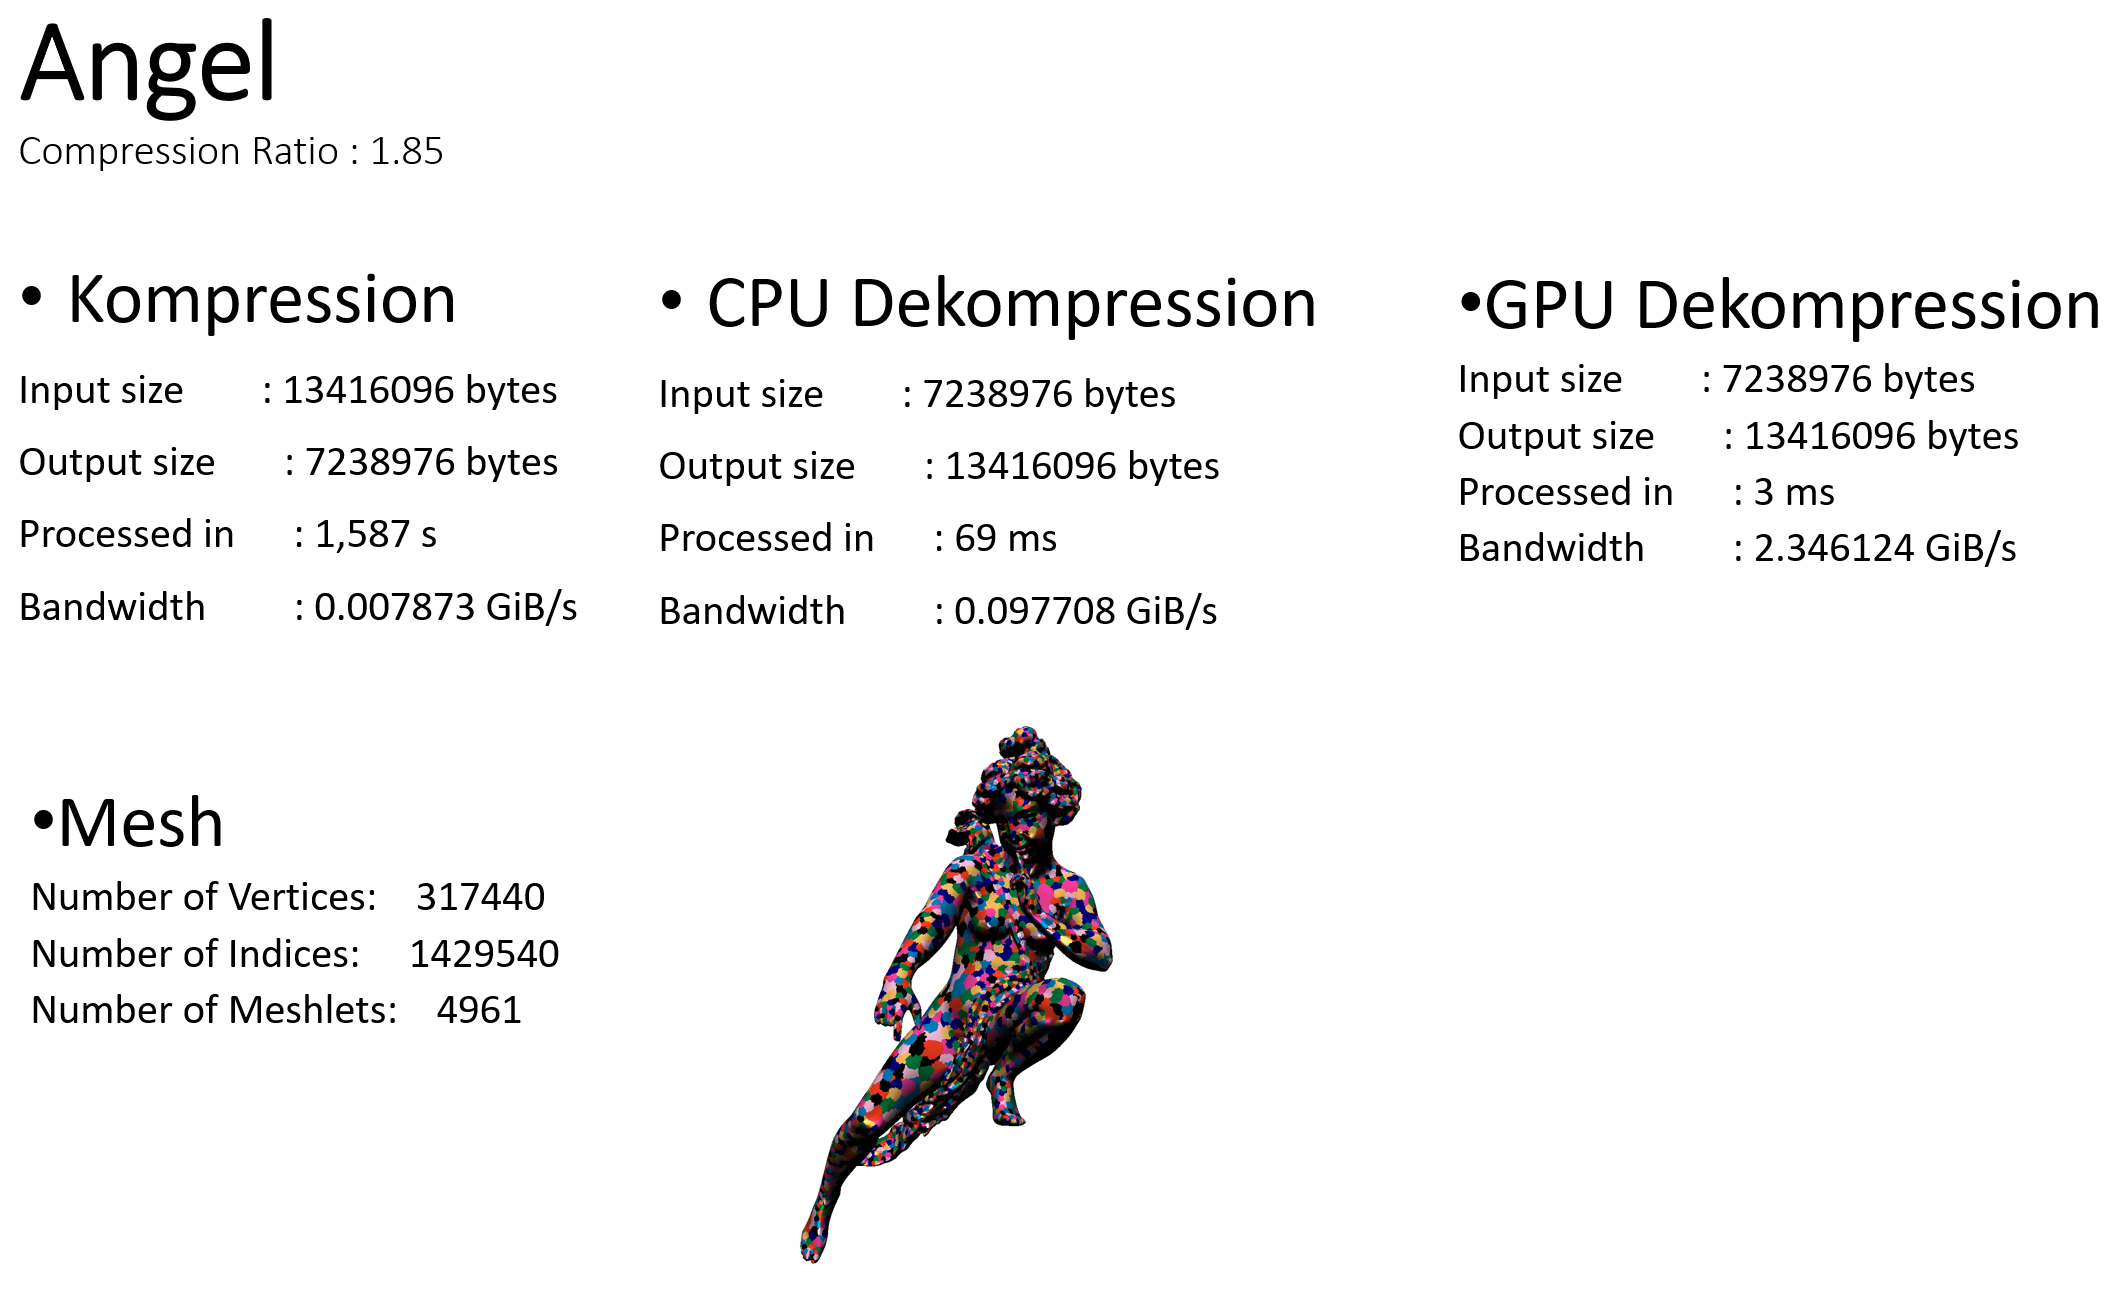 Angel
Compression Ratio : 1.85
• Kompression
Input size : 13416096 bytes
Output size : 7238976 bytes
Processed in : 1,587 s
Bandwidth : 0.007873 GiB/s
• CPU Dekompression
Input size : 7238976 bytes
Output size : 13416096 bytes
Processed in : 69 ms
Bandwidth : 0.097708 GiB/s
•GPU Dekompression
Input size : 7238976 bytes
Output size : 13416096 bytes
Processed in : 3 ms
Bandwidth : 2.346124 GiB/s
•Mesh
Number of Vertices: 317440
Number of Indices: 1429540
Number of Meshlets: 4961